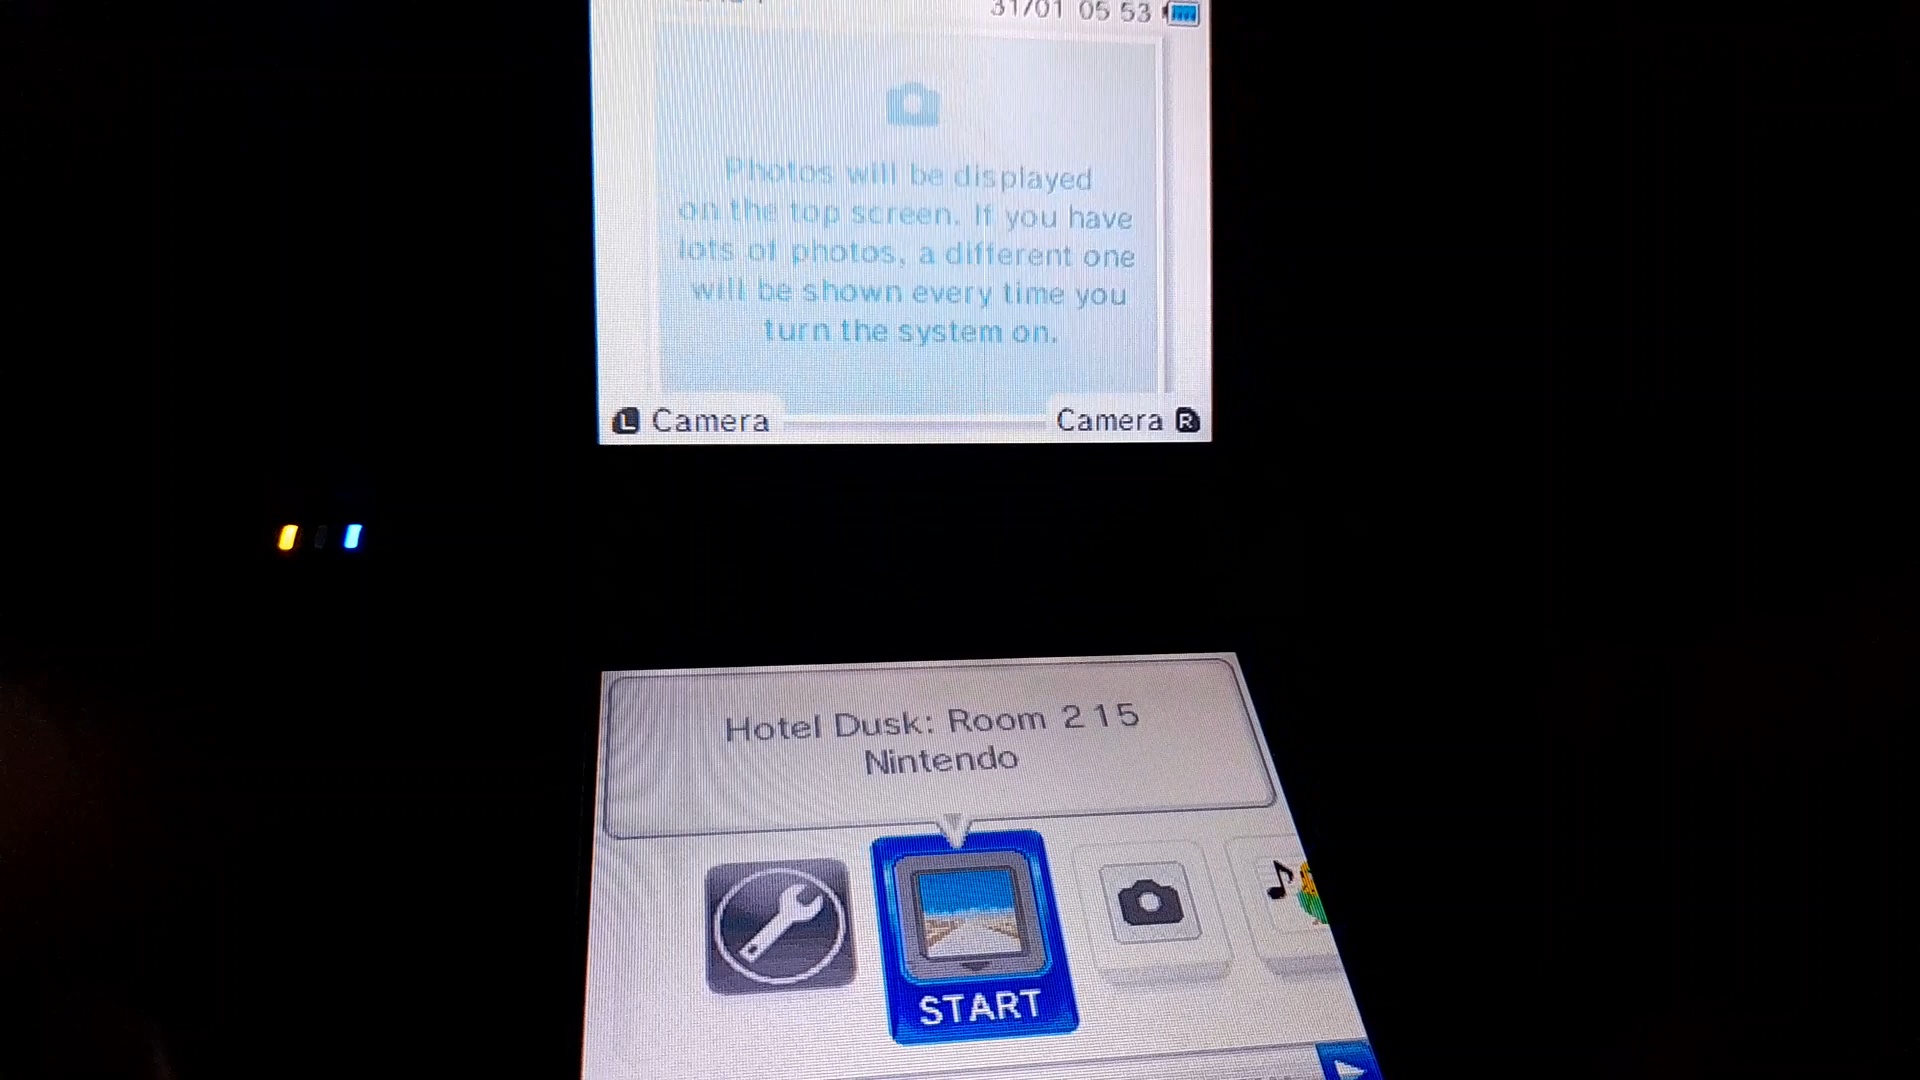 31/01 05 53
Photos will be displayed
on the top screen. If you have
lots of photos, a different one
will be shown every time you
turn the system on.
L Camera
Camera R
Hotel Dusk: Room 215
Nintendo
START